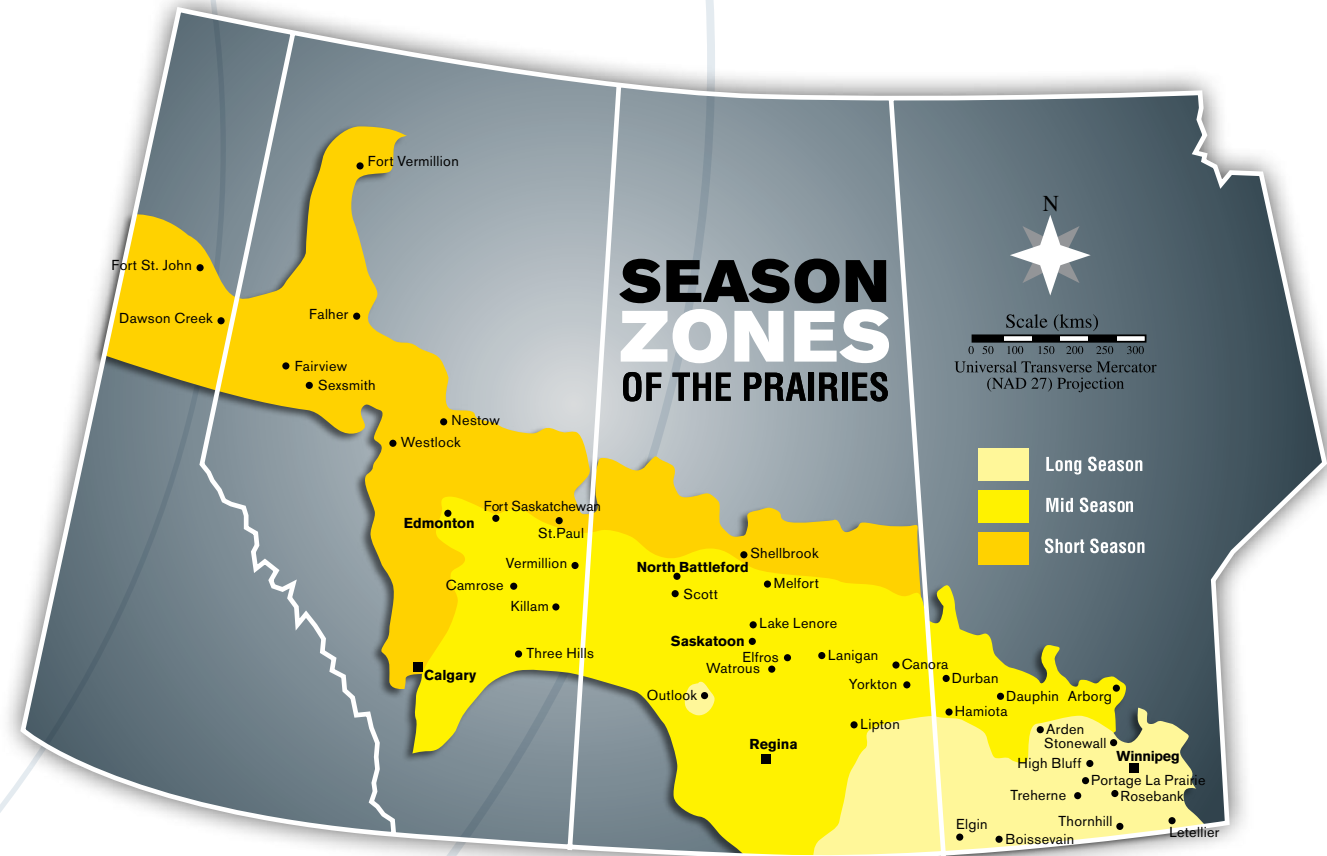 Fort Vermillion
Fort St. John
Dawson Creek
Falher
Fairview
Sexsmith
Nestow
Westlock
Fort Saskatchewan
Edmonton
St.Paul
Vermillion
Camrose
Killam
Three Hills
Calgary
SEASON
ZONES
OF THE PRAIRIES
N
Scale (kms)
0 50 100 150 200 250 300
Universal Transverse Mercator
(NAD 27) Projection
Long Season
Mid Season
Short Season
Shellbrook
North Battleford
Melfort
Scott
Lake Lenore
Saskatoon
Elfros
Lanigan
Watrous
Canora
Yorkton
Outlook
Lipton
Regina
Durban
Dauphin
Arborg
Hamiota
Arden
Stonewall
Winnipeg
High Bluff
Portage La Prairie
Treherne
Rosebank
Elgin
Thornhill
Letellier
Boissevain